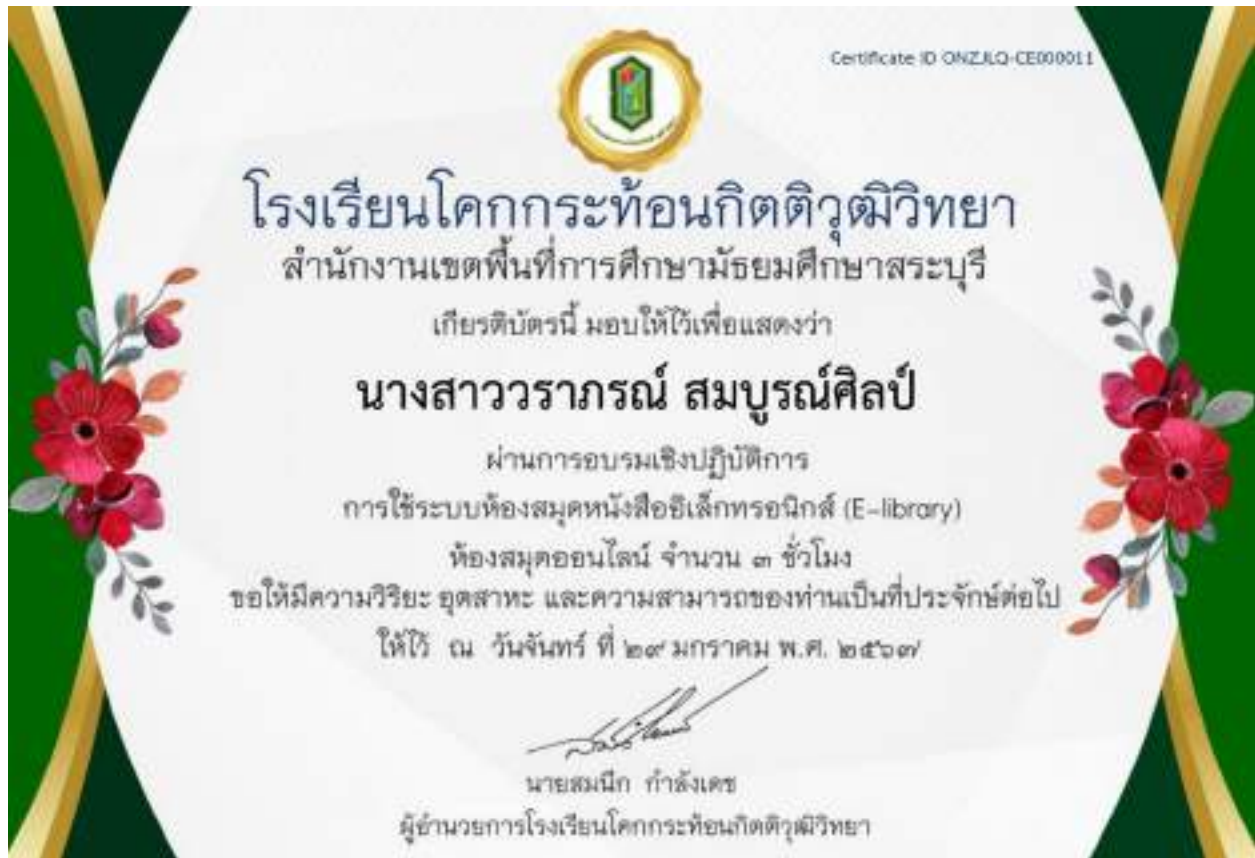 Certificate ID ONZJLQ-CE000011
โรงเรียนโคกกระท้อนกิตติวุฒิวิทยา
สำนักงานเขตพื้นที่การศึกษามัธยมศึกษาสระบุรี
เกียรติบัตรนี้ มอบให้ไว้เพื่อแสดงว่า
นางสาววราภรณ์ สมบูรณ์ศิลป์
ผ่านการอบรมเชิงปฏิบัติการ
การใช้ระบบห้องสมุดหนังสืออิเล็กทรอนิกส์ (E-library)
ห้องสมุดออนไลน์ จำนวน ๓ ชั่วโมง
ขอให้มีความวิริยะ อุตสาหะ และความสามารถของท่านเป็นที่ประจักษ์ต่อไป
ให้ไว้ ณ วันจันทร์ ที่ ๒๙ มกราคม พ.ศ. ๒๕๖๗
นายสมนึก กำลังเดช
ผู้อำนวยการโรงเรียนโคกกระท้อนกิตติวุฒิวิทยา